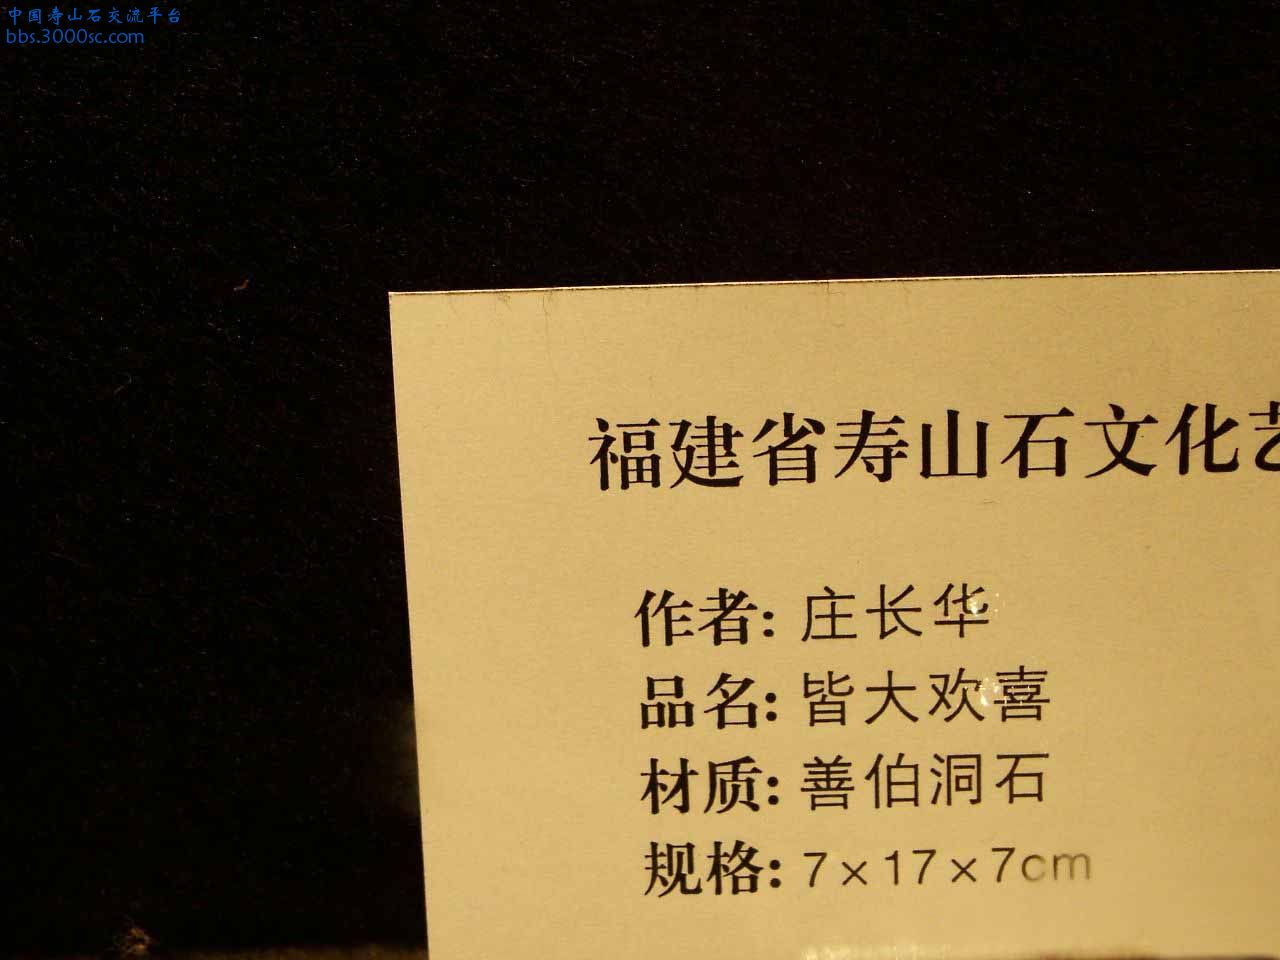 中国寿山石交流平台
bbs.3000sc.com
福建省寿山石文化艺
作者: 庄长华
品名: 皆大欢喜
材质: 善伯洞石
规格: 7×17×7cm